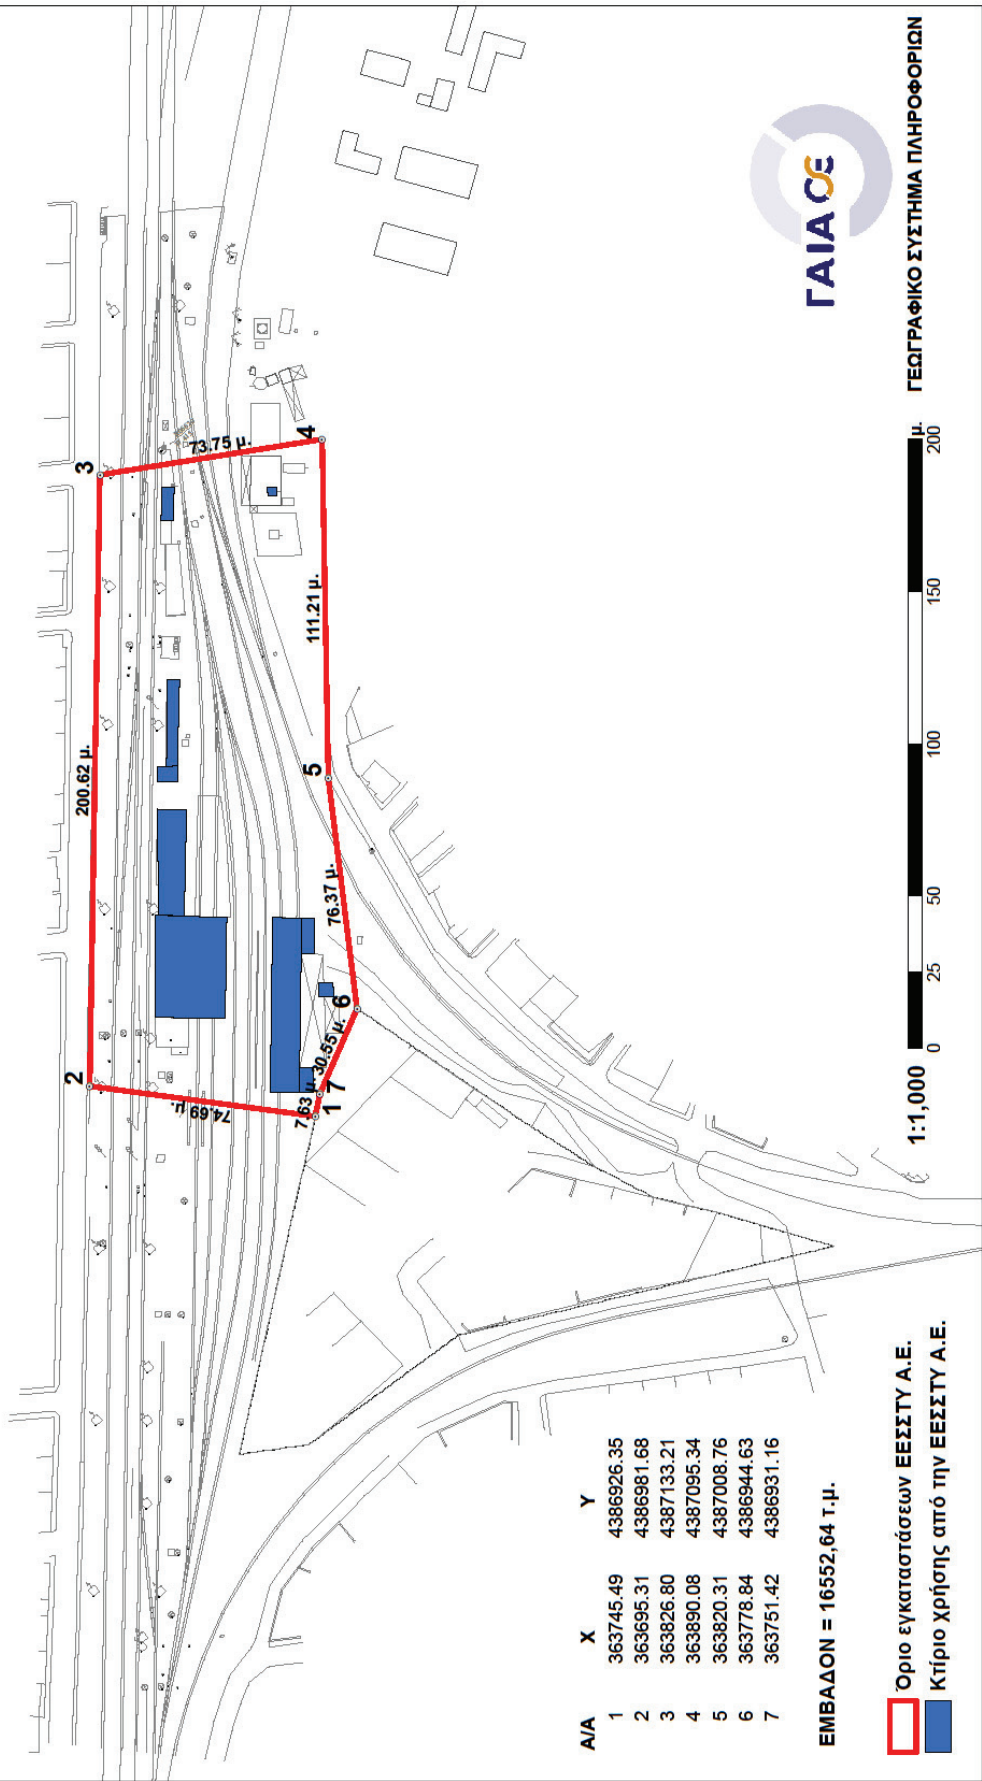 3
73.75 μ.
4
200.62 μ.
111.21 μ.
5
76.37 μ.
6
2
74.69 μ.
7.63 μ.
30.55 μ.
1
7
ΓΑΙΑ ΟΣΕ
ΓΕΩΓΡΑΦΙΚΟ ΣΥΣΤΗΜΑ ΠΛΗΡΟΦΟΡΙΩΝ
1:1,000
0 25 50 100 150 200 μ.
Α/Α X Y
1 363745.49 4386926.35
2 363695.31 4386981.68
3 363826.80 4387133.21
4 363890.08 4387095.34
5 363820.31 4387008.76
6 363778.84 4386944.63
7 363751.42 4386931.16
ΕΜΒΑΔΟΝ = 16552,64 τ.μ.
Όριο εγκαταστάσεων ΕΕΣΣΤΥ Α.Ε.
Κτίριο χρήσης από την ΕΕΣΣΤΥ Α.Ε.